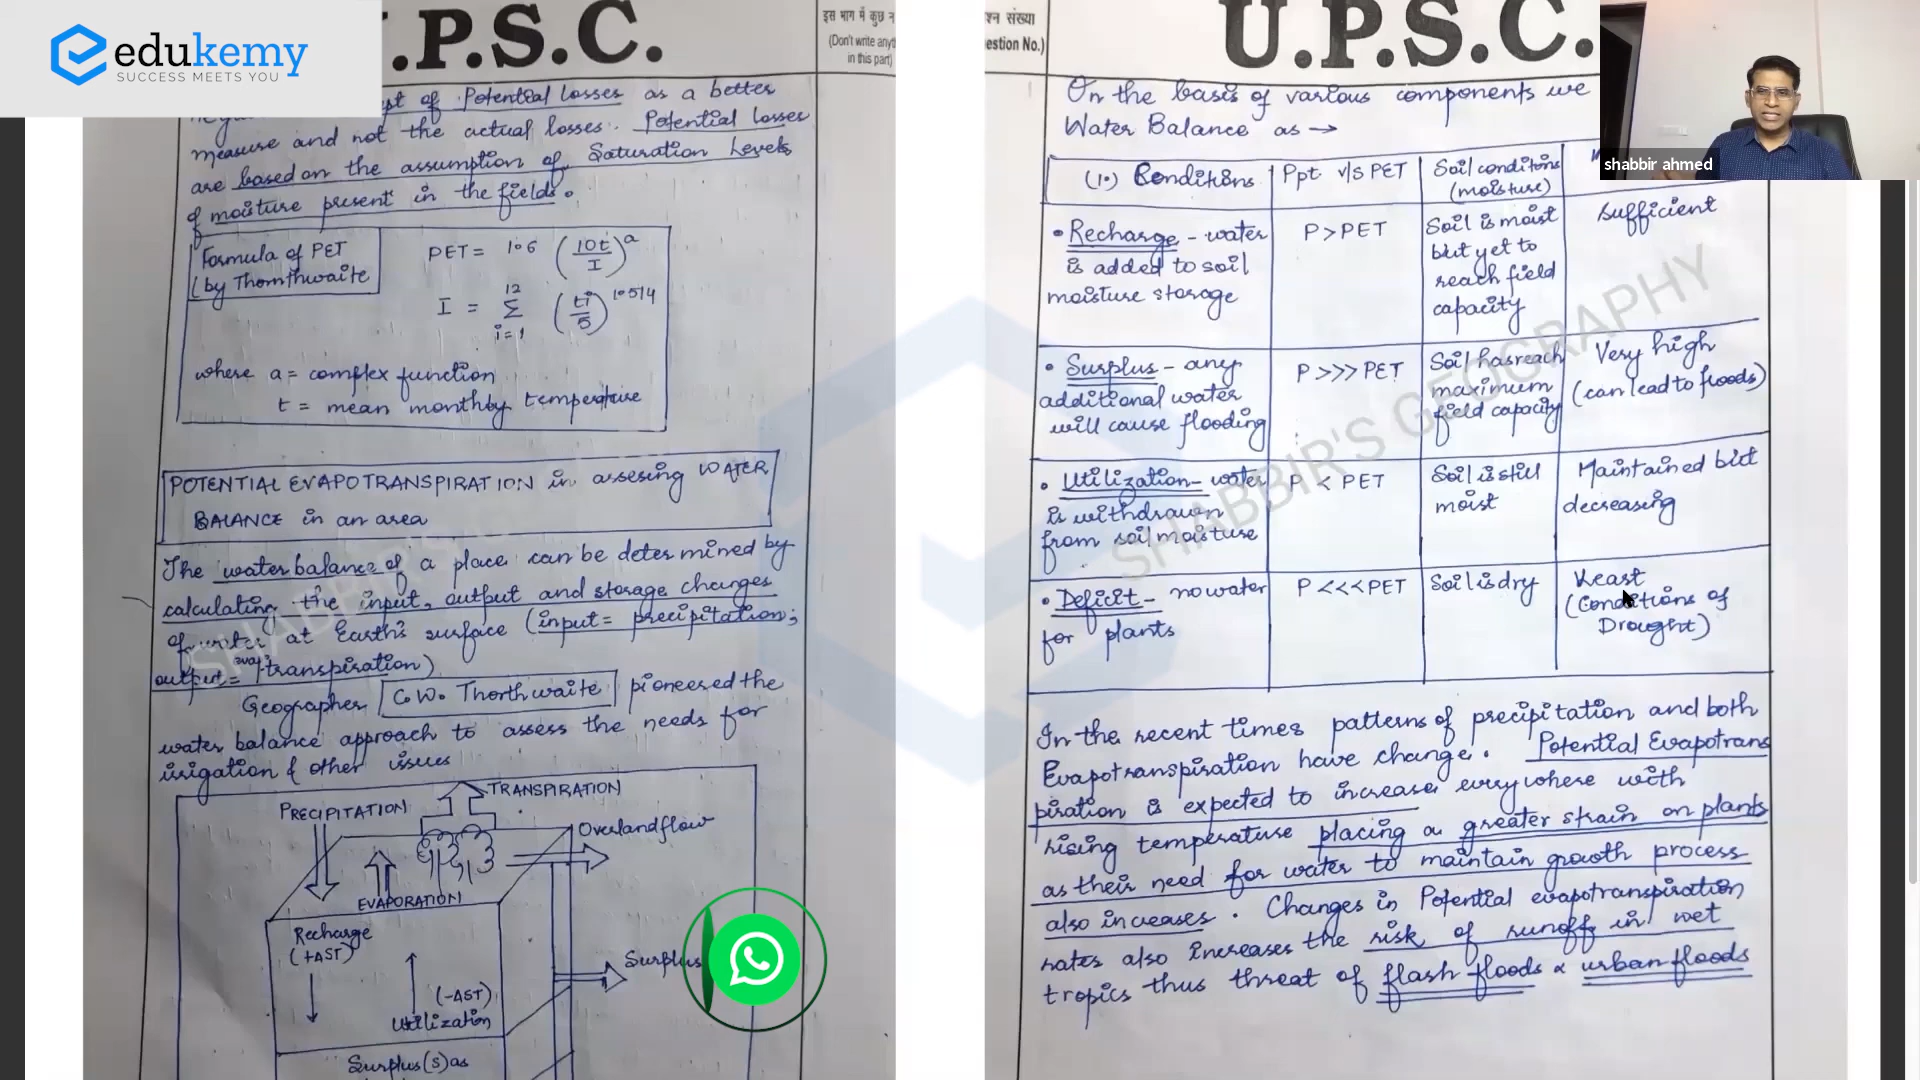 edukemy
SUCCESS MEETS YOU
.P.S.C.
इस भाग में कुछ न
(Don't write anyt
in this part)
of Potential Losses as a better
measure and not the actual losses. Potential Losses
are based on the assumption of Saturation Levels
of moisture present in the fields.
Formula of PET
(by Thornthwaite
PET = 1.6 (10t/I)^a
I = 12 Σ i=1 (ti/5)^1.514
where a = complex function
t = mean monthly temperature
POTENTIAL EVAPOTRANSPIRATION in assesing WATER
BALANCE in an area
The water balance of a place can be determined by
calculating the input, output and storage changes
of water at Earth's surface (input = precipitation;
output = evapotranspiration)
Geographer C.W. Thorthwaite pioneered the
water balance approach to assess the needs for
irrigation & other issues
PRECIPITATION
TRANSPIRATION
Overlandflow
EVAPORATION
Recharge
(+AST)
Surplus
(-AST)
Utilization
Surplus(s) as
श्न संख्या
estion No.)
U.P.S.C.
shabbir ahmed
On the basis of various components we
Water Balance as →
(1.) Conditions
Ppt v/s PET
Soil conditions
(moisture)
• Recharge - water
is added to soil
moisture storage
P > PET
Soil is moist
but yet to
reach field
capacity
sufficient
• Surplus - any
additional water
will cause flooding
P >>> PET
Soil has reach
maximum
field capacity
Very high
(can lead to floods)
• Utilization - water
is withdrawn
from soil moisture
P < PET
Soil is still
moist
Maintained but
decreasing
• Deficit - no water
for plants
P <<< PET
Soil is dry
Least
(Conditions of
Drought)
In the recent times patterns of precipitation and both
Evapotranspiration have change. Potential Evapotrans
piration is expected to increase everywhere with
rising temperature placing a greater strain on plants
as their need for water to maintain growth process
also increases. Changes in Potential evapotranspiration
rates also increases the risk of runoff in wet
tropics thus threat of flash floods & urban floods
SHABBIR'S GEOGRAPHY